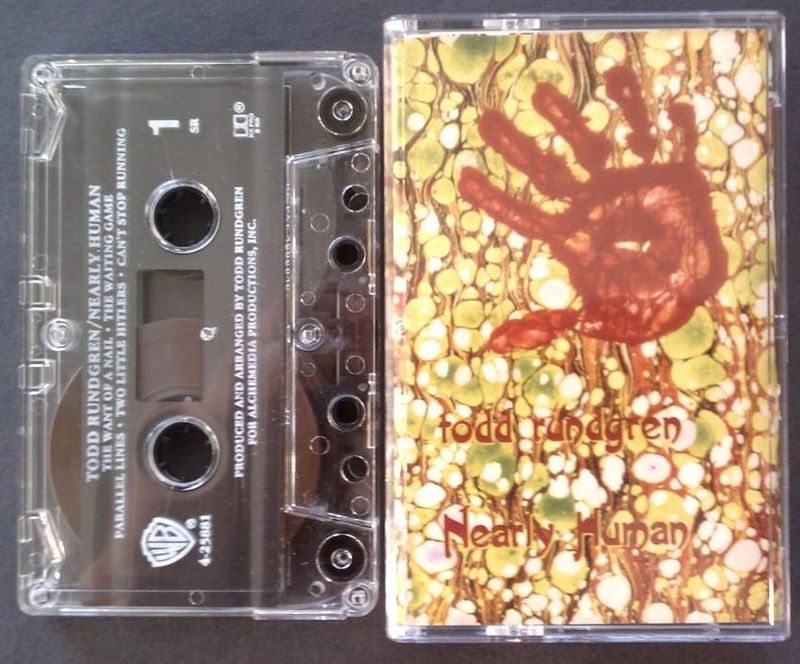 TODD RUNDGREN/NEARLY HUMAN
THE WANT OF A NAIL • THE WAITING GAME
PARALLEL LINES • TWO LITTLE HITLERS • CAN'T STOP RUNNING
1
SR
PRODUCED AND ARRANGED BY TODD RUNDGREN
FOR ALCHEMEDIA PRODUCTIONS, INC.
WB®
4-25881
todd rundgren
Nearly Human